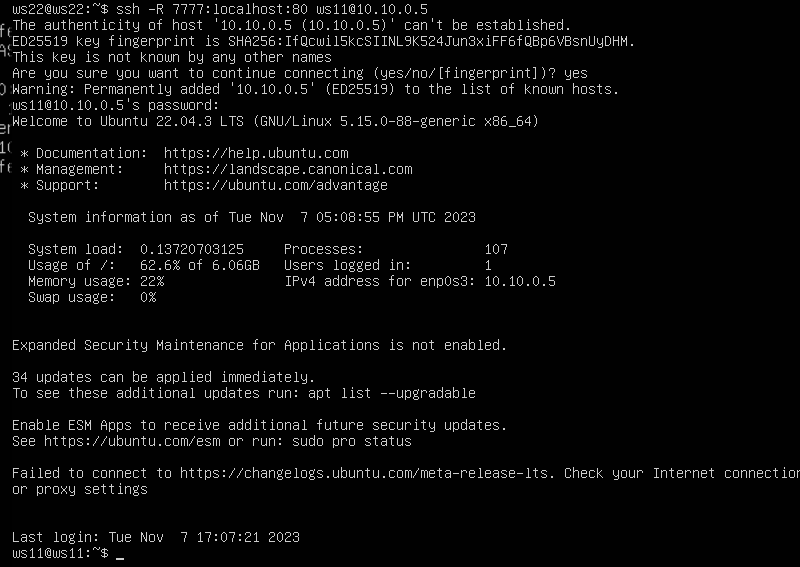 ws22@ws22:~$ ssh -R 7777:localhost:80 ws11@10.10.0.5
The authenticity of host '10.10.0.5 (10.10.0.5)' can't be established.
ED25519 key fingerprint is SHA256:IfQcwil5kcSIINL9K524Jun3xiFF6fQBp6VBsnUyDHM.
This key is not known by any other names
Are you sure you want to continue connecting (yes/no/[fingerprint])? yes
Warning: Permanently added '10.10.0.5' (ED25519) to the list of known hosts.
ws11@10.10.0.5's password:
Welcome to Ubuntu 22.04.3 LTS (GNU/Linux 5.15.0-88-generic x86_64)
* Documentation:  https://help.ubuntu.com
* Management:     https://landscape.canonical.com
* Support:        https://ubuntu.com/advantage
System information as of Tue Nov  7 05:08:55 PM UTC 2023
System load:  0.13720703125     Processes:               107
Usage of /:   62.6% of 6.06GB   Users logged in:         1
Memory usage: 22%               IPv4 address for enp0s3: 10.10.0.5
Swap usage:   0%
Expanded Security Maintenance for Applications is not enabled.
34 updates can be applied immediately.
To see these additional updates run: apt list --upgradable
Enable ESM Apps to receive additional future security updates.
See https://ubuntu.com/esm or run: sudo pro status
Failed to connect to https://changelogs.ubuntu.com/meta-release-lts. Check your Internet connection
or proxy settings
Last login: Tue Nov  7 17:07:21 2023
ws11@ws11:~$ _